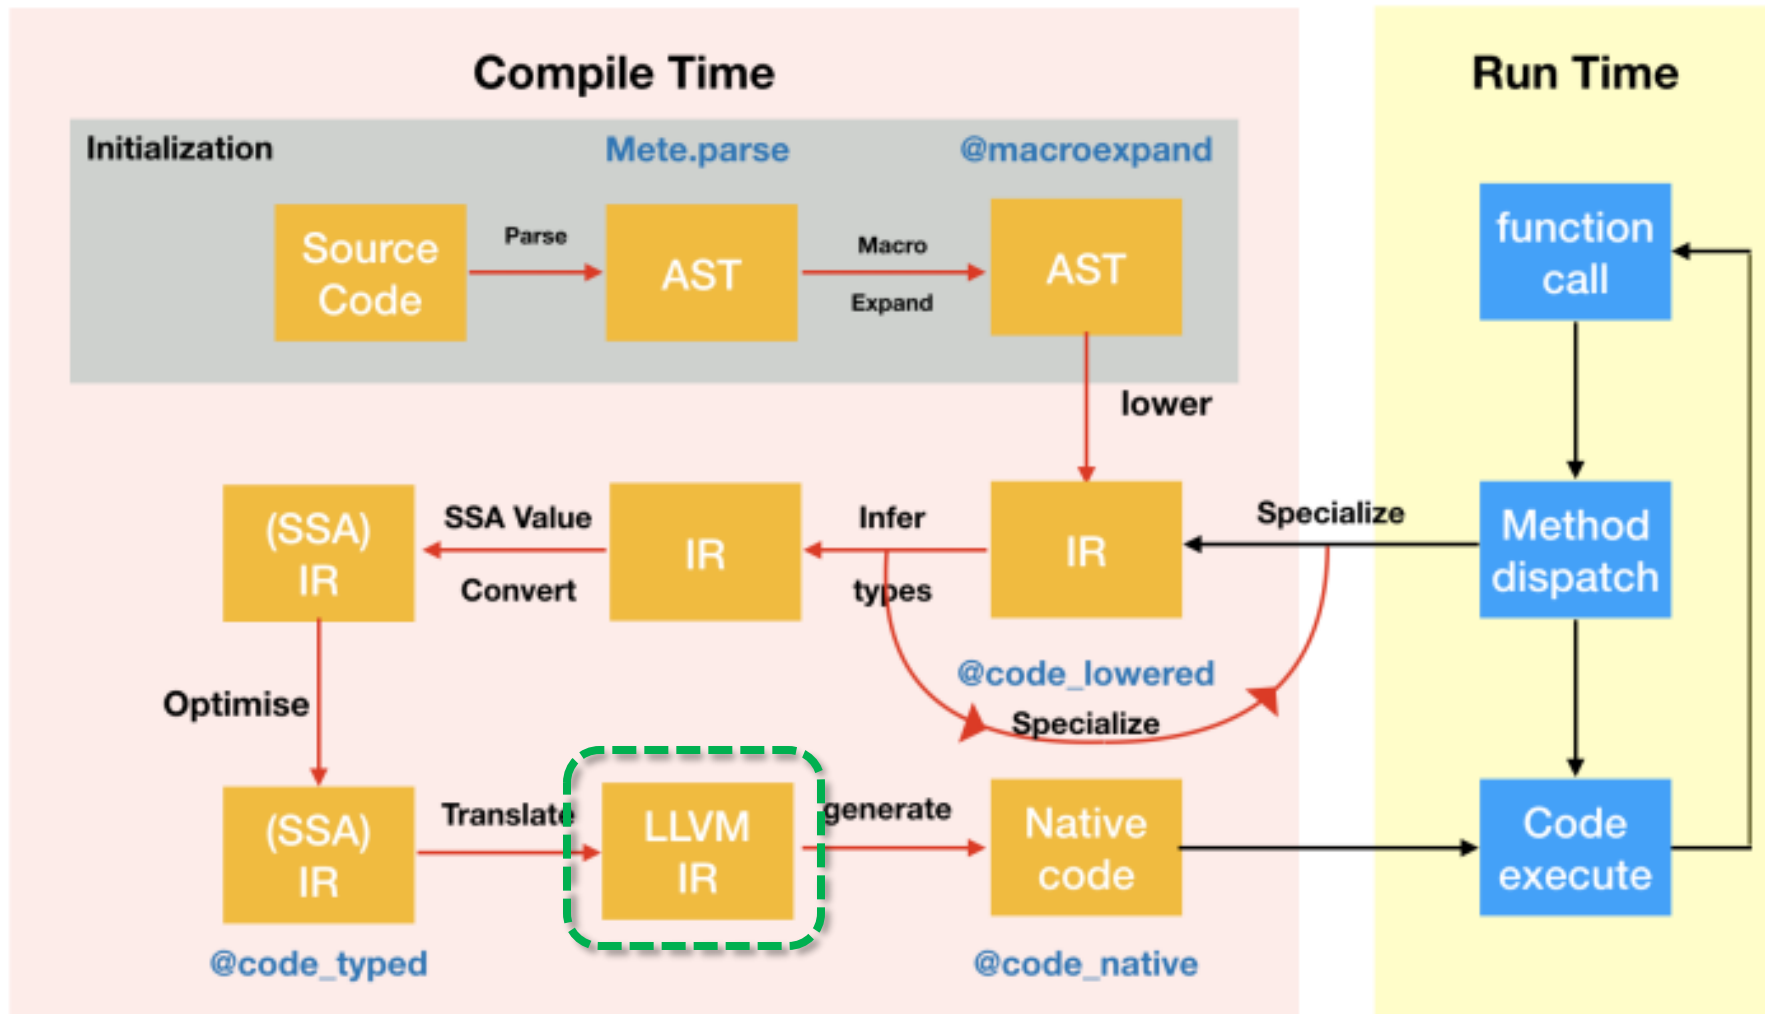 Compile Time
Run Time
Initialization
Mete.parse
@macroexpand
Source
Code
Parse
AST
Macro
Expand
AST
function
call
lower
(SSA)
IR
SSA Value
Convert
IR
Infer
types
IR
Specialize
Method
dispatch
@code_lowered
Specialize
Optimise
(SSA)
IR
Translate
LLVM
IR
generate
Native
code
Code
execute
@code_typed
@code_native